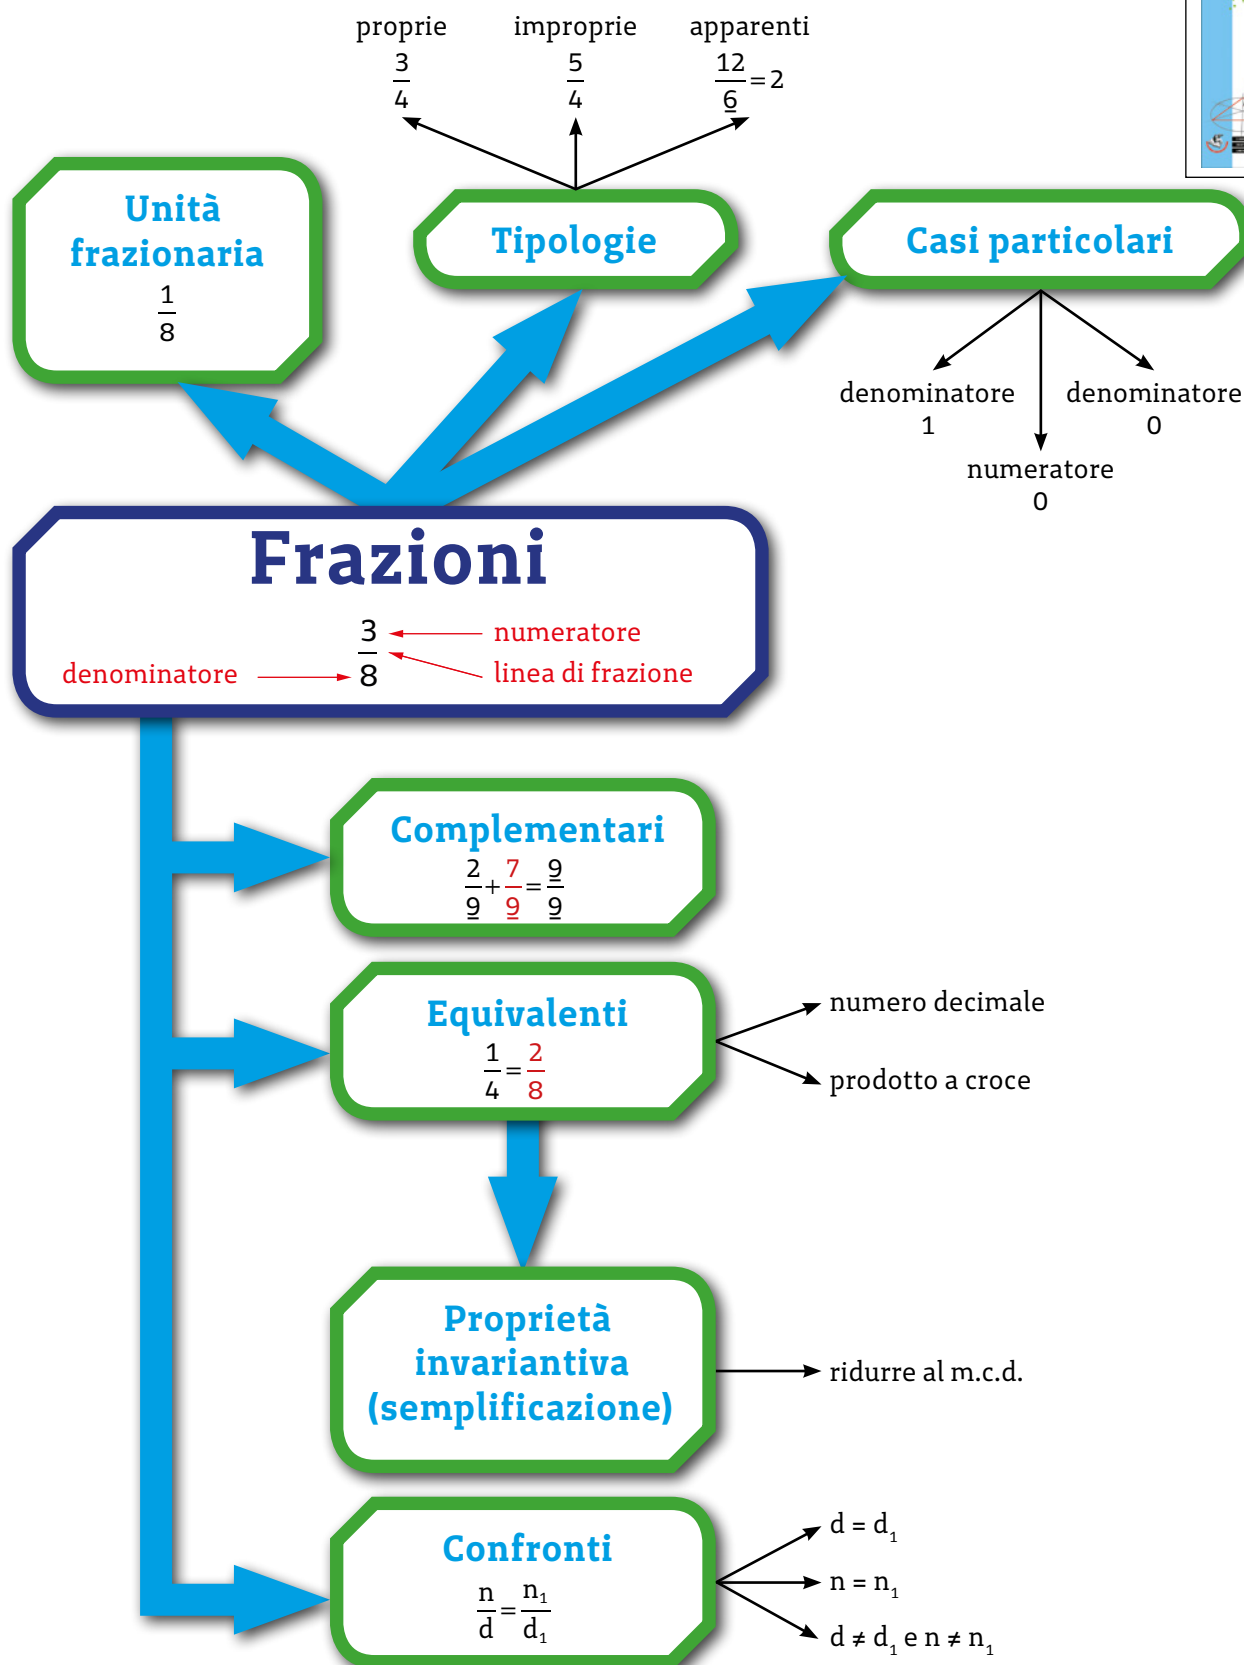 proprie improprie apparenti
3/4 5/4 12/6 = 2
Unità
frazionaria
1/8
Tipologie
Casi particolari
denominatore
1
numeratore
0
denominatore
0
Frazioni
3/8
numeratore
linea di frazione
denominatore
Complementari
2/9 + 7/9 = 9/9
Equivalenti
1/4 = 2/8
numero decimale
prodotto a croce
Proprietà
invariantiva
(semplificazione)
ridurre al m.c.d.
Confronti
n/d = n₁/d₁
d = d₁
n = n₁
d ≠ d₁ e n ≠ n₁